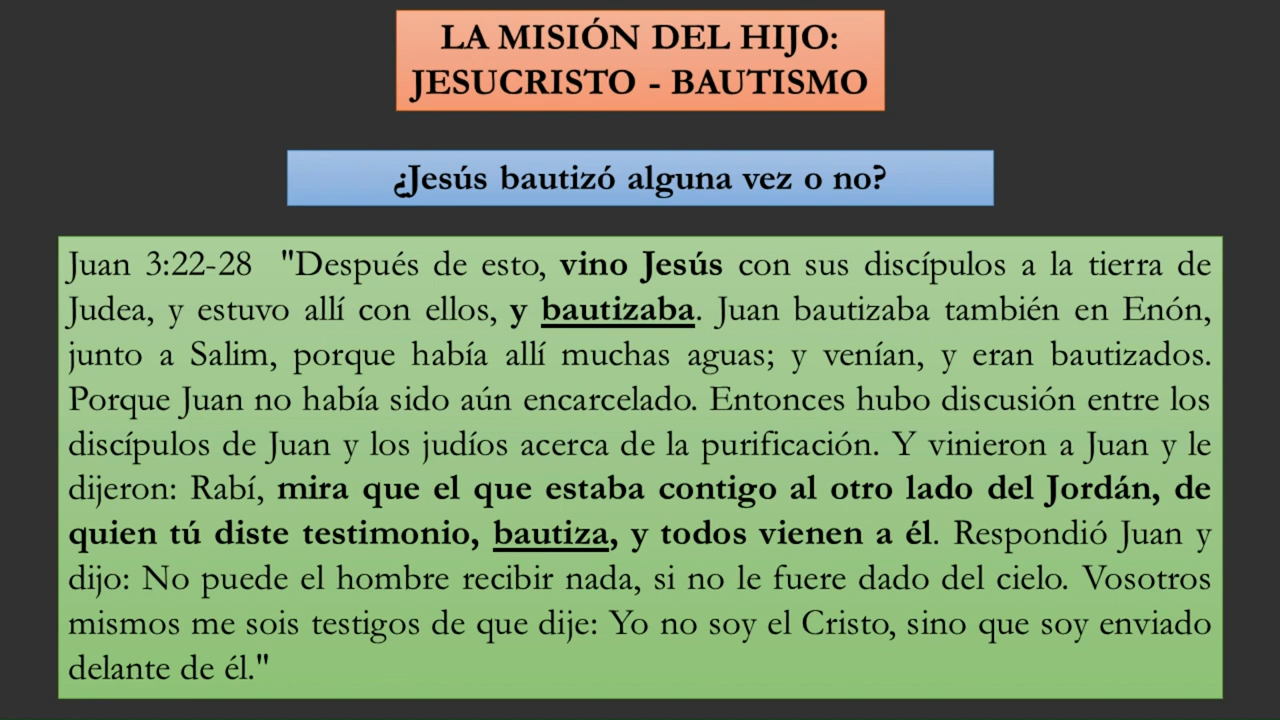 LA MISIÓN DEL HIJO:
JESUCRISTO - BAUTISMO
¿Jesús bautizó alguna vez o no?
Juan 3:22-28 "Después de esto, vino Jesús con sus discípulos a la tierra de
Judea, y estuvo allí con ellos, y bautizaba. Juan bautizaba también en Enón,
junto a Salim, porque había allí muchas aguas; y venían, y eran bautizados.
Porque Juan no había sido aún encarcelado. Entonces hubo discusión entre los
discípulos de Juan y los judíos acerca de la purificación. Y vinieron a Juan y le
dijeron: Rabí, mira que el que estaba contigo al otro lado del Jordán, de
quien tú diste testimonio, bautiza, y todos vienen a él. Respondió Juan y
dijo: No puede el hombre recibir nada, si no le fuere dado del cielo. Vosotros
mismos me sois testigos de que dije: Yo no soy el Cristo, sino que soy enviado
delante de él."